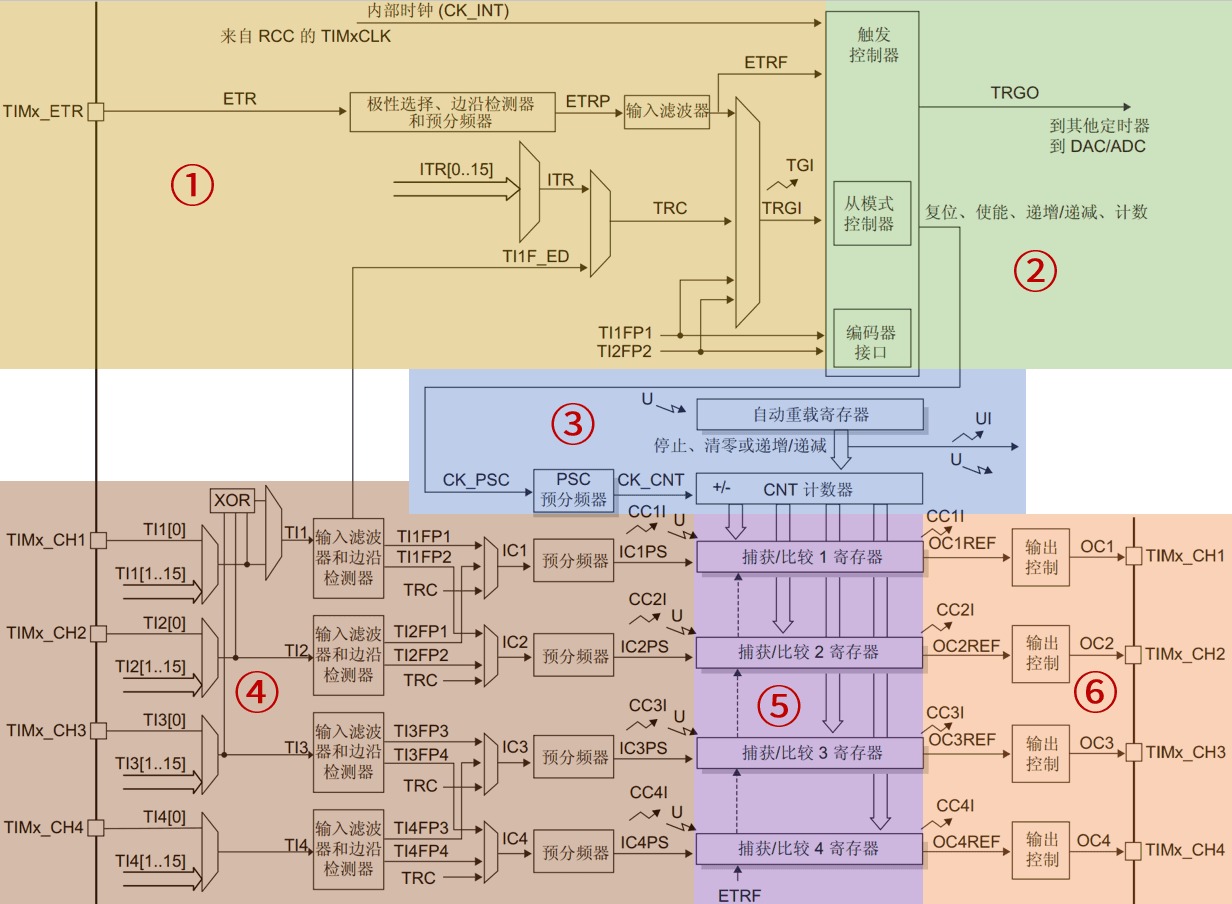 内部时钟 (CK_INT)
来自 RCC 的 TIMxCLK
触发
控制器
ETRF
TIMx_ETR
ETR
极性选择、边沿检测器
和预分频器
ETRP
输入滤波器
TRGO
到其他定时器
到 DAC/ADC
①
ITR[0..15]
ITR
TRC
TGI
TRGI
从模式
控制器
复位、使能、递增/递减、计数
②
TI1F_ED
TI1FP1
TI2FP2
编码器
接口
③
U
自动重载寄存器
停止、清零或递增/递减
UI
U
CK_PSC
PSC
预分频器
CK_CNT
+/-
CNT 计数器
XOR
TIMx_CH1
TI1[0]
TI1[1..15]
TI1
输入滤波
器和边沿
检测器
TI1FP1
TI1FP2
TRC
IC1
预分频器
CC1I
U
IC1PS
捕获/比较 1 寄存器
CC1I
OC1REF
输出
控制
OC1
TIMx_CH1
TIMx_CH2
TI2[0]
TI2[1..15]
TI2
输入滤波
器和边沿
检测器
TI2FP1
TI2FP2
TRC
IC2
预分频器
CC2I
U
IC2PS
捕获/比较 2 寄存器
CC2I
OC2REF
输出
控制
OC2
TIMx_CH2
④
⑤
⑥
TIMx_CH3
TI3[0]
TI3[1..15]
TI3
输入滤波
器和边沿
检测器
TI3FP3
TI3FP4
TRC
IC3
预分频器
CC3I
U
IC3PS
捕获/比较 3 寄存器
CC3I
OC3REF
输出
控制
OC3
TIMx_CH3
TIMx_CH4
TI4[0]
TI4[1..15]
TI4
输入滤波
器和边沿
检测器
TI4FP3
TI4FP4
TRC
IC4
预分频器
CC4I
U
IC4PS
捕获/比较 4 寄存器
CC4I
OC4REF
输出
控制
OC4
TIMx_CH4
ETRF